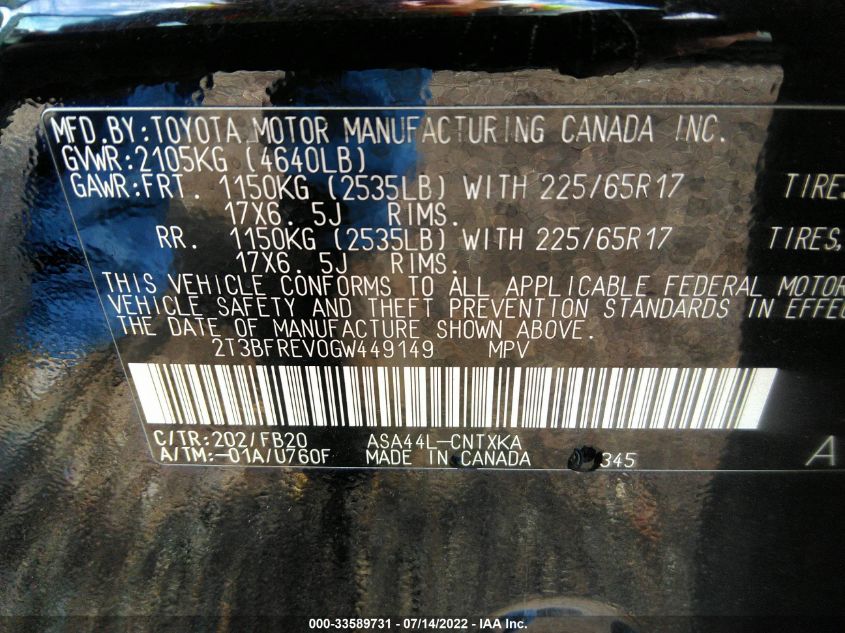 MFD.BY:TOYOTA MOTOR MANUFACTURING CANADA INC.
GVWR:2105KG (4640LB)
GAWR:FRT. 1150KG (2535LB) WITH 225/65R17 TIRES
17X6.5J RIMS.
RR. 1150KG (2535LB) WITH 225/65R17 TIRES,
17X6.5J RIMS.
THIS VEHICLE CONFORMS TO ALL APPLICABLE FEDERAL MOTOR
VEHICLE SAFETY AND THEFT PREVENTION STANDARDS IN EFFE
THE DATE OF MANUFACTURE SHOWN ABOVE.
2T3BFREV0GW449149 MPV
C/TR:202/FB20 ASA44L-CNTXKA
A/TM:-01A/U760F MADE IN CANADA 345 A
000-33589731 - 07/14/2022 - IAA Inc.